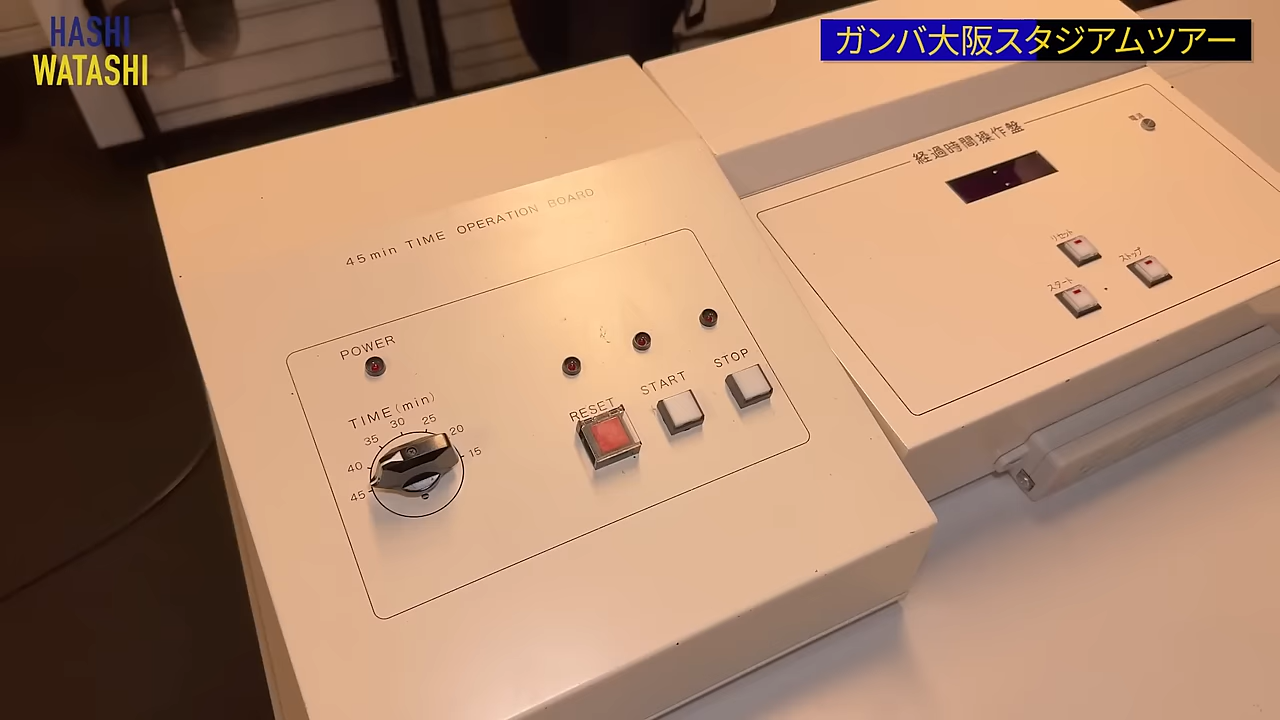 HASHI
WATASHI
ガンバ大阪スタジアムツアー
45min TIME OPERATION BOARD
POWER
TIME(min)
15
20
25
30
35
40
45
RESET
START
STOP
経過時間操作盤
電源
リセット
スタート
ストップ